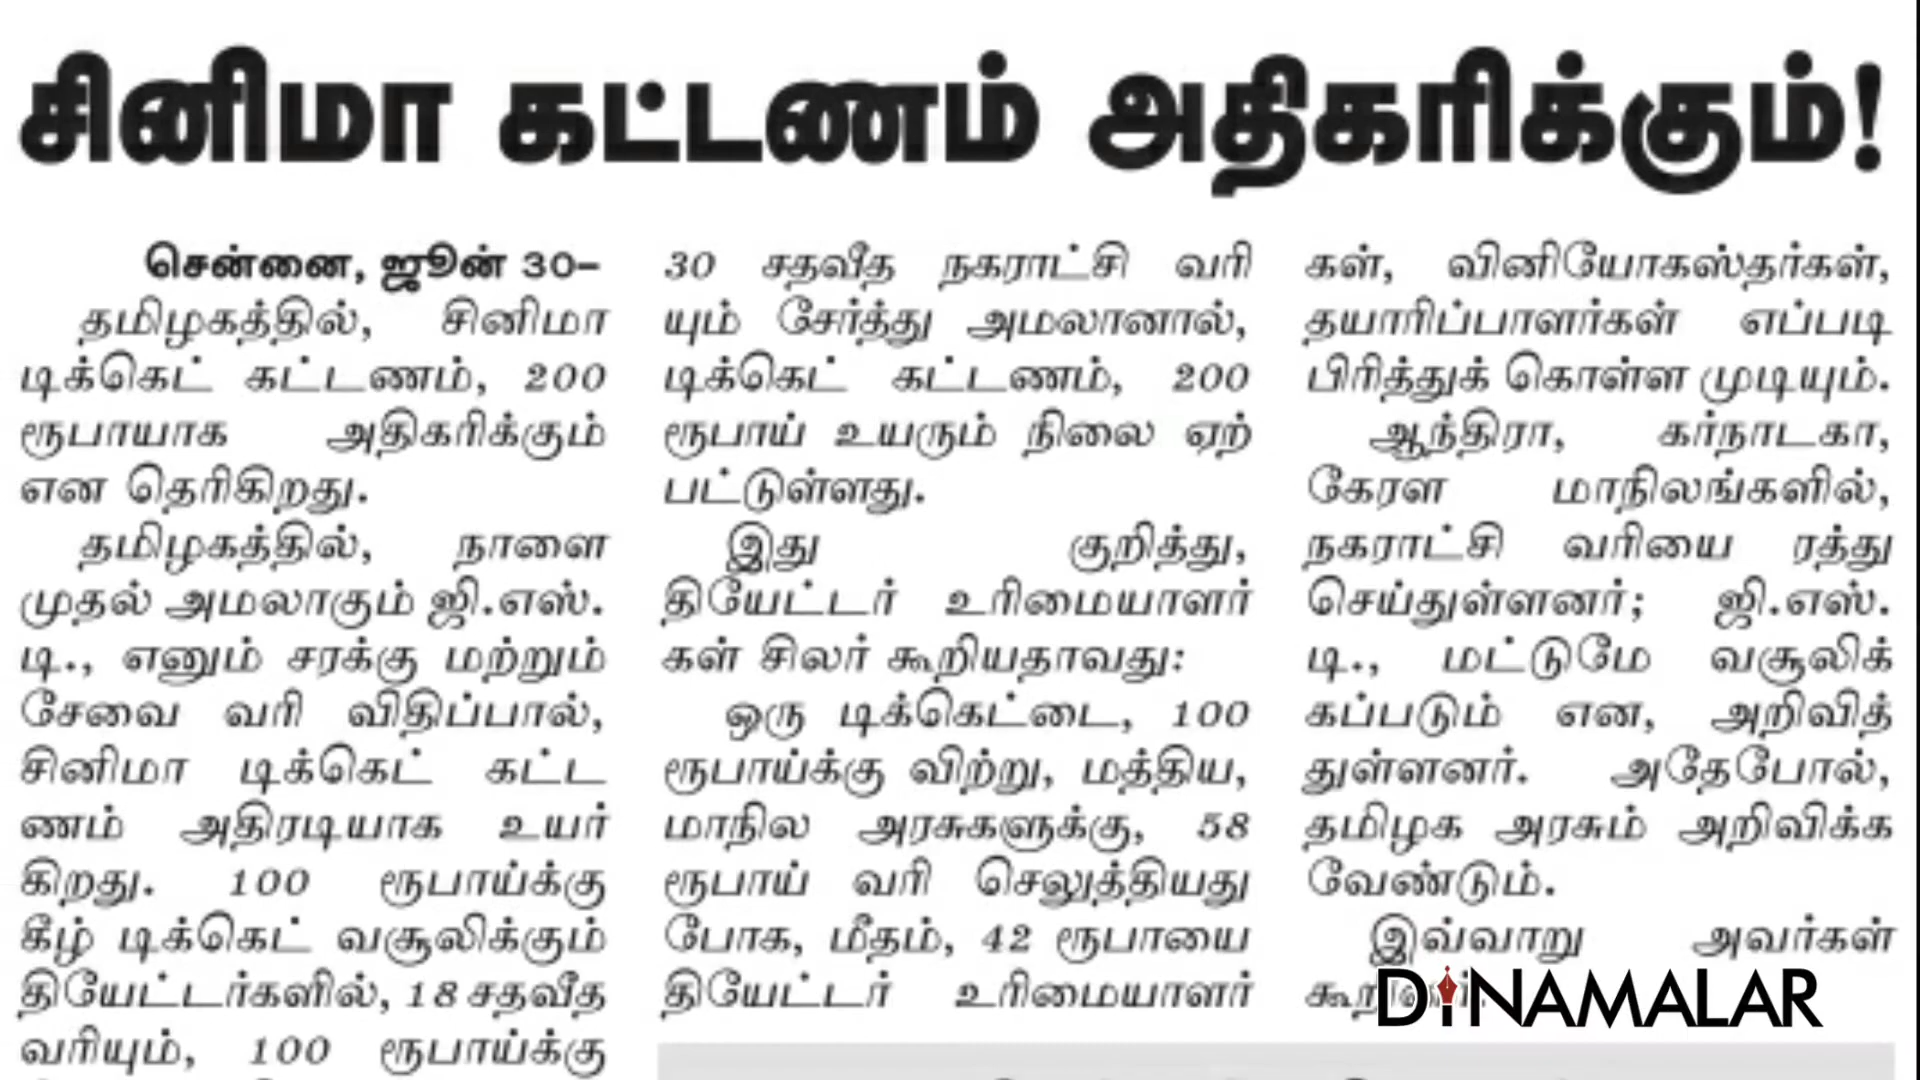 சினிமா கட்டணம் அதிகரிக்கும்!
சென்னை, ஜூன் 30–
தமிழகத்தில், சினிமா
டிக்கெட் கட்டணம், 200
ரூபாயாக அதிகரிக்கும்
என தெரிகிறது.
தமிழகத்தில், நாளை
முதல் அமலாகும் ஜி.எஸ்.
டி., எனும் சரக்கு மற்றும்
சேவை வரி விதிப்பால்,
சினிமா டிக்கெட் கட்ட
ணம் அதிரடியாக உயர்
கிறது. 100 ரூபாய்க்கு
கீழ் டிக்கெட் வசூலிக்கும்
தியேட்டர்களில், 18 சதவீத
வரியும், 100 ரூபாய்க்கு
30 சதவீத நகராட்சி வரி
யும் சேர்த்து அமலானால்,
டிக்கெட் கட்டணம், 200
ரூபாய் உயரும் நிலை ஏற்
பட்டுள்ளது.
இது குறித்து,
தியேட்டர் உரிமையாளர்
கள் சிலர் கூறியதாவது:
ஒரு டிக்கெட்டை, 100
ரூபாய்க்கு விற்று, மத்திய,
மாநில அரசுகளுக்கு, 58
ரூபாய் வரி செலுத்தியது
போக, மீதம், 42 ரூபாயை
தியேட்டர் உரிமையாளர்
கள், வினியோகஸ்தர்கள்,
தயாரிப்பாளர்கள் எப்படி
பிரித்துக் கொள்ள முடியும்.
ஆந்திரா, கர்நாடகா,
கேரள மாநிலங்களில்,
நகராட்சி வரியை ரத்து
செய்துள்ளனர்; ஜி.எஸ்.
டி., மட்டுமே வசூலிக்
கப்படும் என, அறிவித்
துள்ளனர். அதேபோல்,
தமிழக அரசும் அறிவிக்க
வேண்டும்.
இவ்வாறு அவர்கள்
DINAMALAR